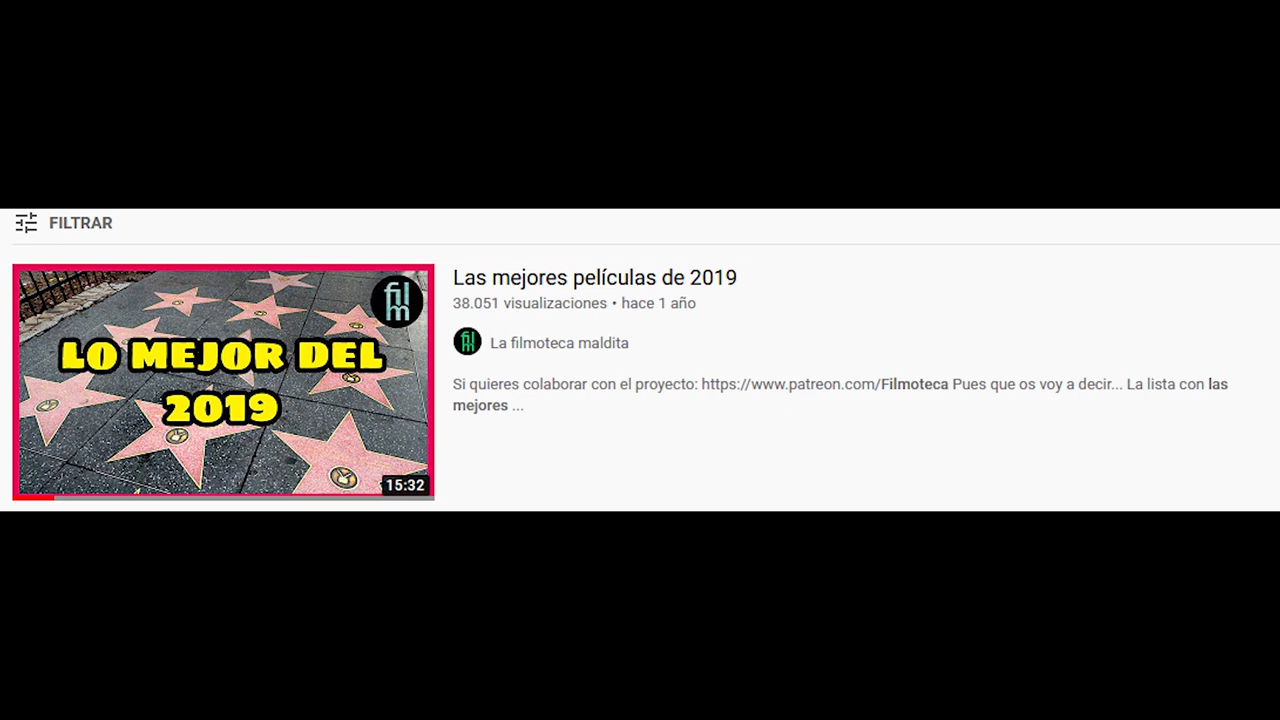 FILTRAR
film
LO MEJOR DEL
2019
15:32
Las mejores películas de 2019
38.051 visualizaciones • hace 1 año
film La filmoteca maldita
Si quieres colaborar con el proyecto: https://www.patreon.com/Filmoteca Pues que os voy a decir... La lista con las
mejores ...